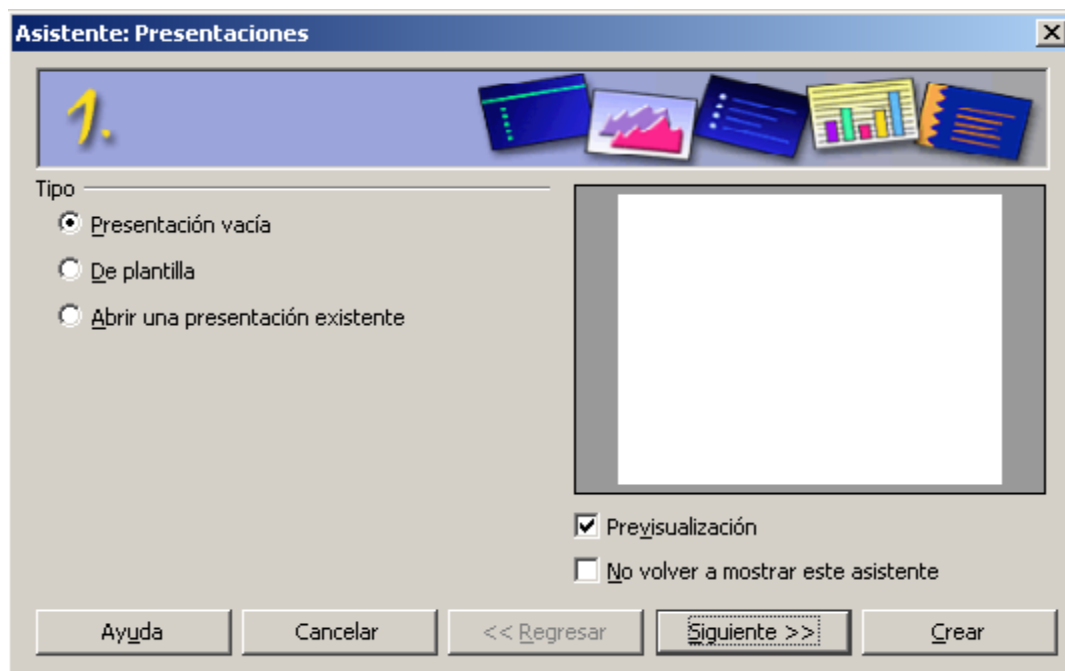 Asistente: Presentaciones
1.
Tipo
Presentación vacía
De plantilla
Abrir una presentación existente
Previsualización
No volver a mostrar este asistente
Ayuda
Cancelar
<< Regresar
Siguiente >>
Crear